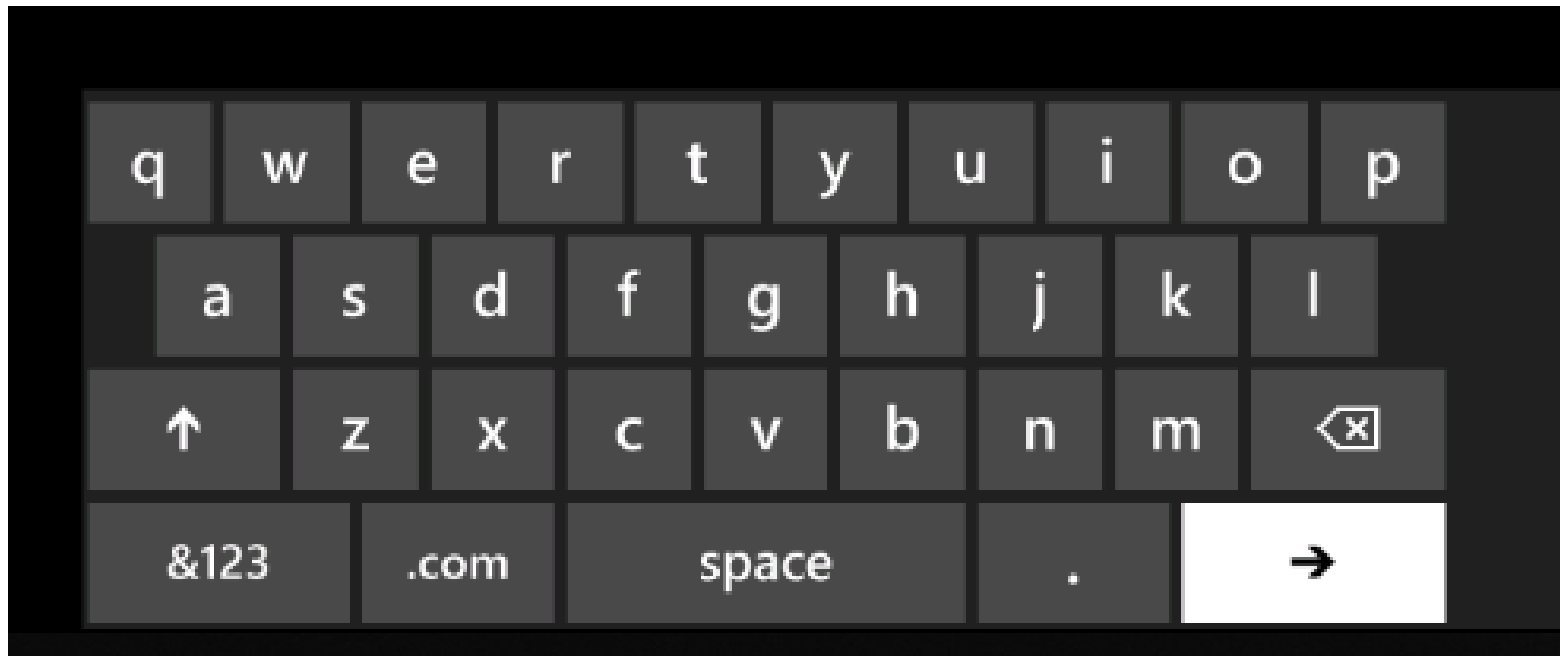 q w e r t y u i o p
a s d f g h j k l
↑ z x c v b n m ⌫
&123 .com space . →